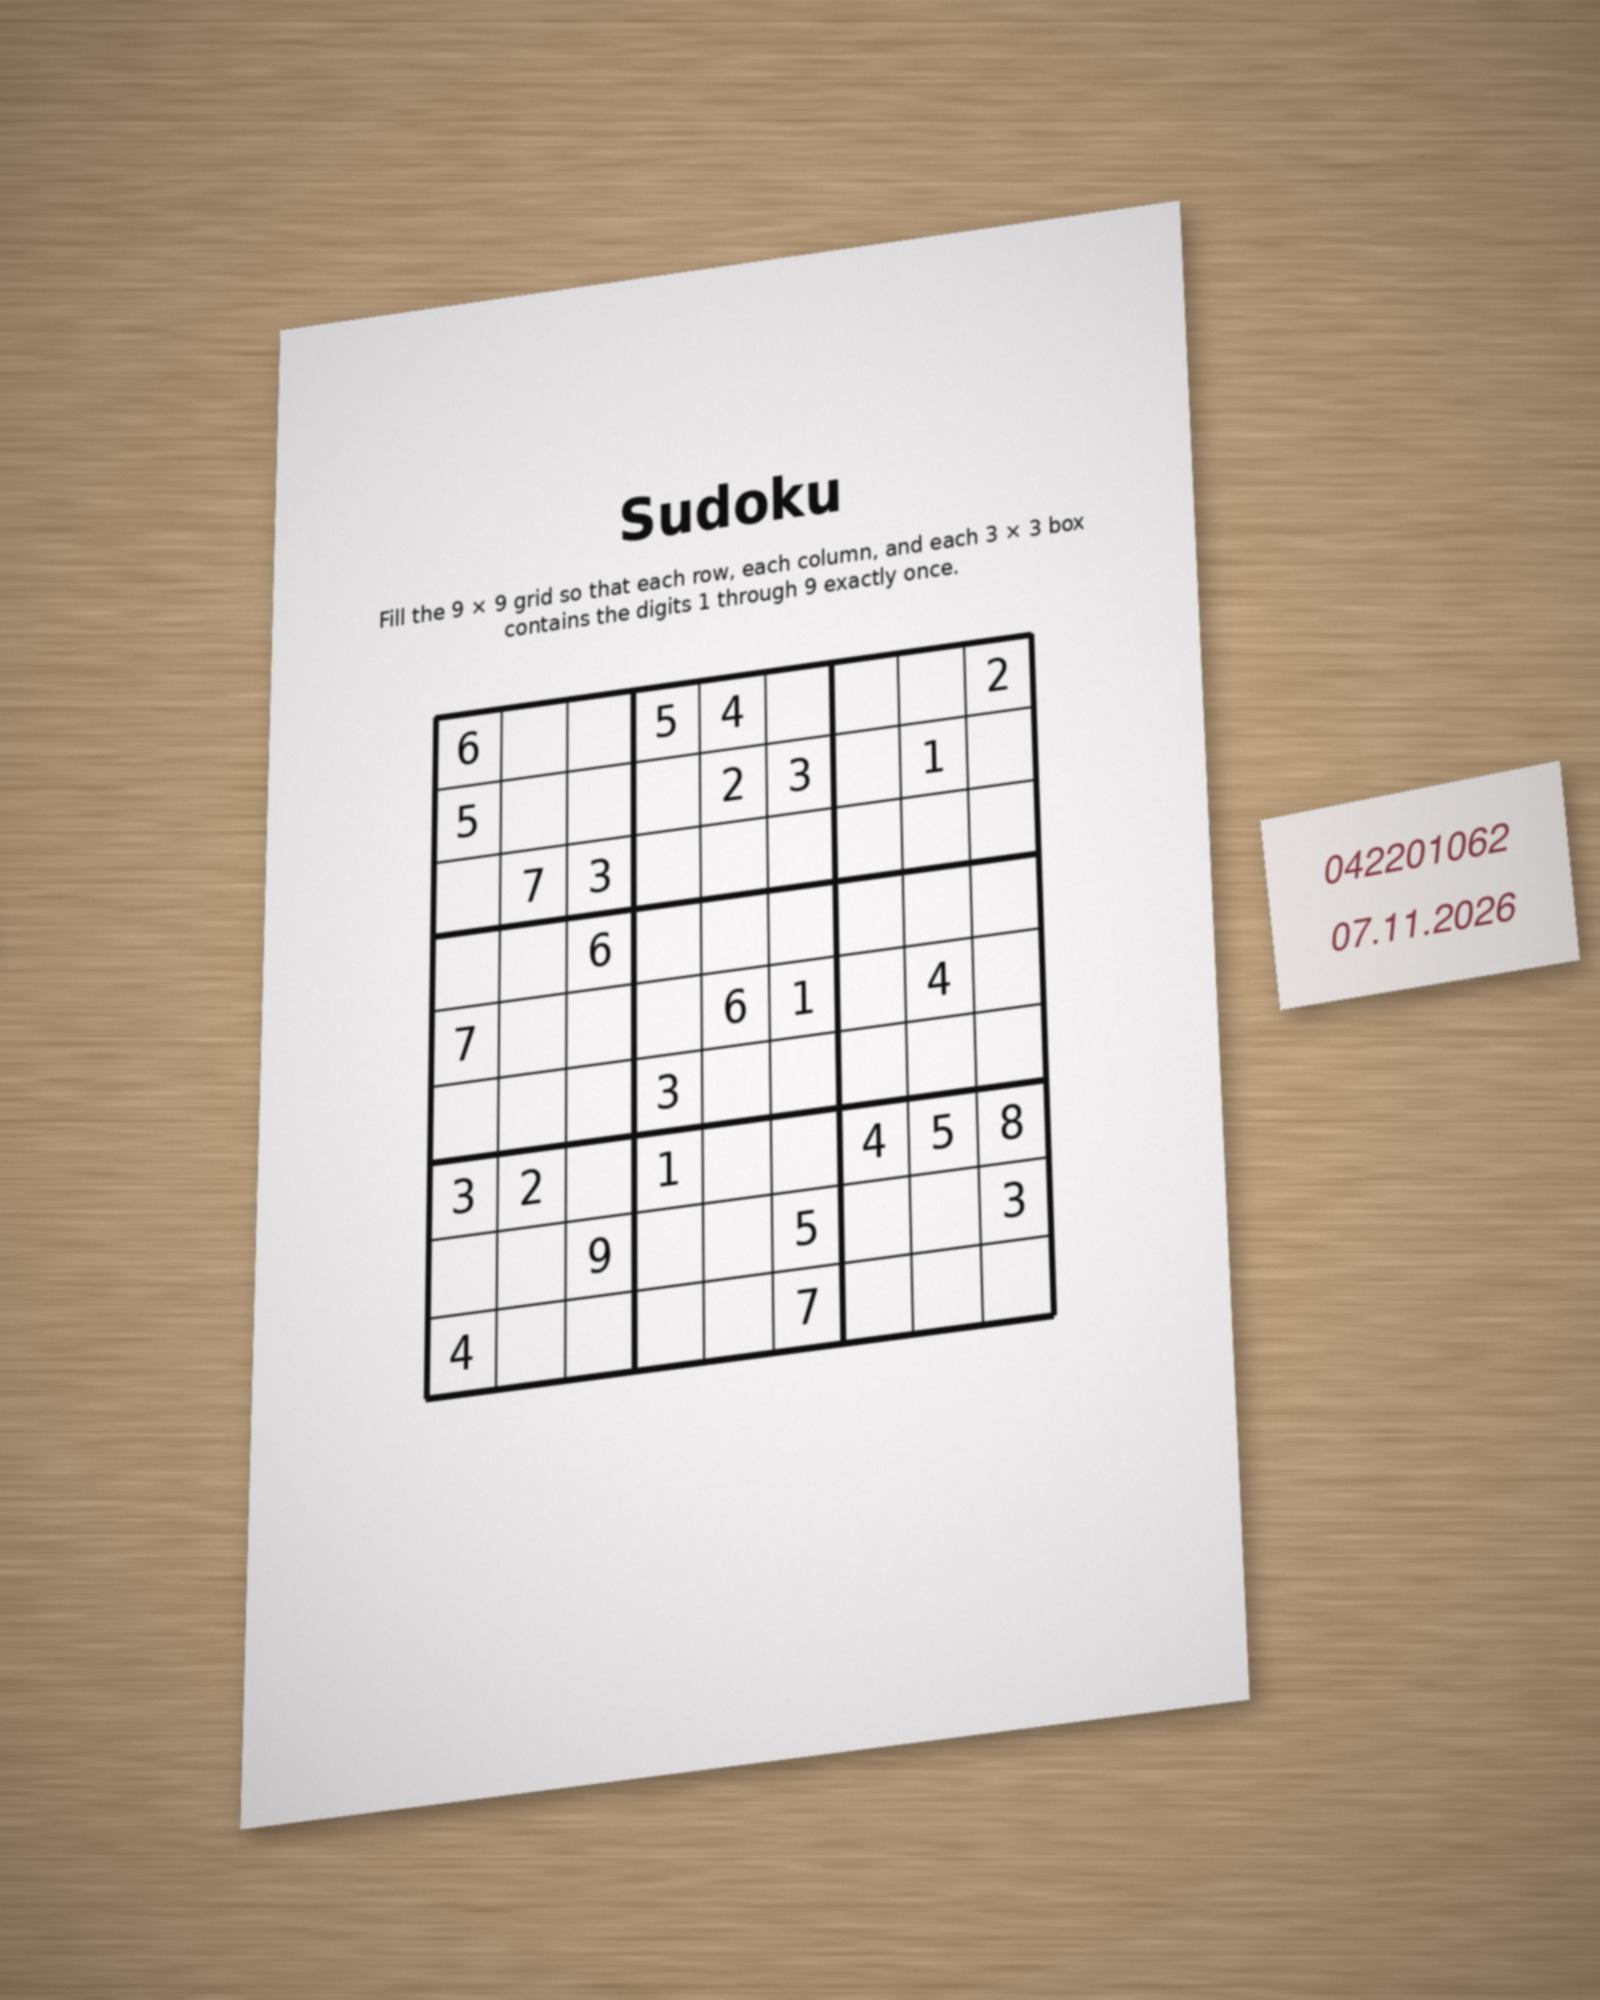 Sudoku
Fill the 9 × 9 grid so that each row, each column, and each 3 × 3 box
contains the digits 1 through 9 exactly once.
6 5 4 2
5 2 3 1
7 3
6
7 6 1 4
3
3 2 1 4 5 8
9 5 3
4 7
042201062
07.11.2026